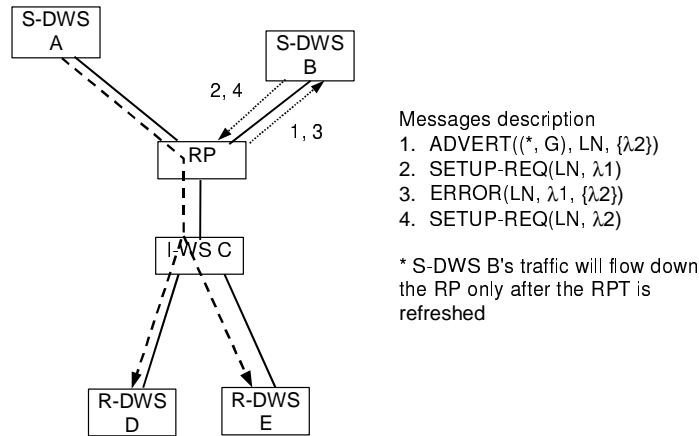 S-DWS
A
S-DWS
B
2, 4
1, 3
RP
I-WS C
R-DWS
D
R-DWS
E
Messages description
1. ADVERT((*, G), LN, {λ2})
2. SETUP-REQ(LN, λ1)
3. ERROR(LN, λ1, {λ2})
4. SETUP-REQ(LN, λ2)
* S-DWS B's traffic will flow down
the RP only after the RPT is
refreshed